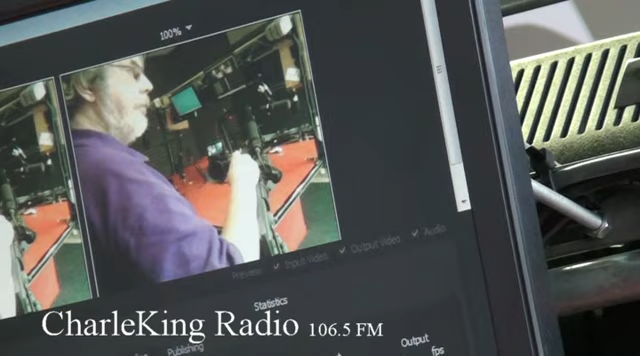 100%
Preview: Input Video Output Video Audio
Statistics
CharleKing Radio 106.5 FM
Publishing
Output
fps